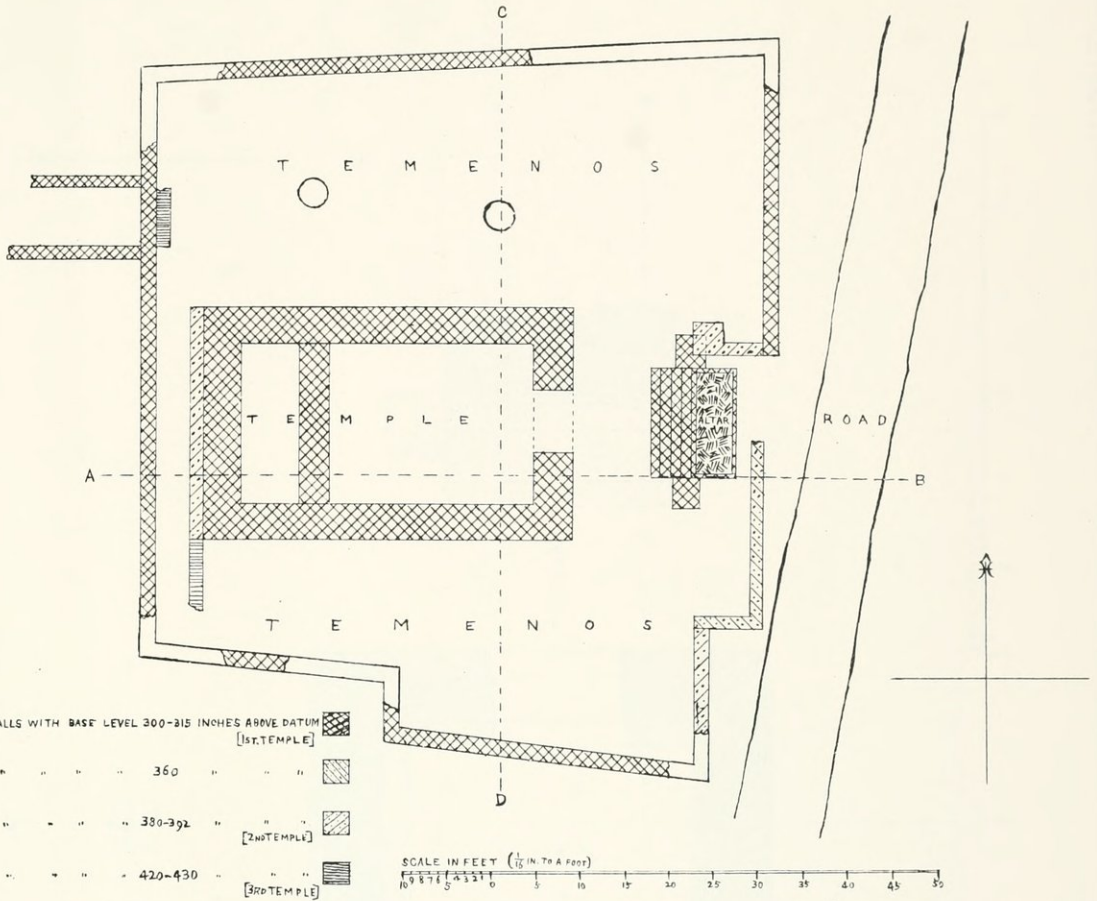 C
T E M E N O S
T E M P L E
ALTAR
ROAD
A
B
T E M E N O S
ALLS WITH BASE LEVEL 300-315 INCHES ABOVE DATUM
[1ST. TEMPLE]
" " " " 360 " " "
" " " " 380-392 " " "
[2ND TEMPLE]
" " " " 420-430 " " "
[3RD TEMPLE]
D
SCALE IN FEET (1/15 IN. TO A FOOT)
10 9 8 7 6 5 4 3 2 1 0 5 10 15 20 25 30 35 40 45 50